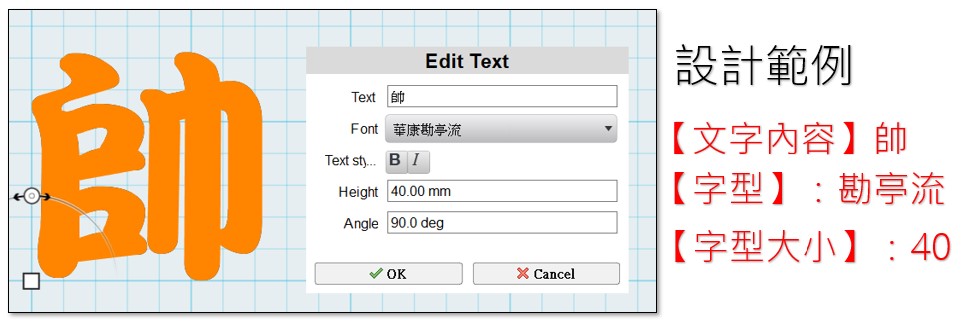 帥
Edit Text
Text 帥
Font 華康勘亭流
Text sty... B I
Height 40.00 mm
Angle 90.0 deg
OK Cancel
設計範例
【文字內容】帥
【字型】：勘亭流
【字型大小】：40